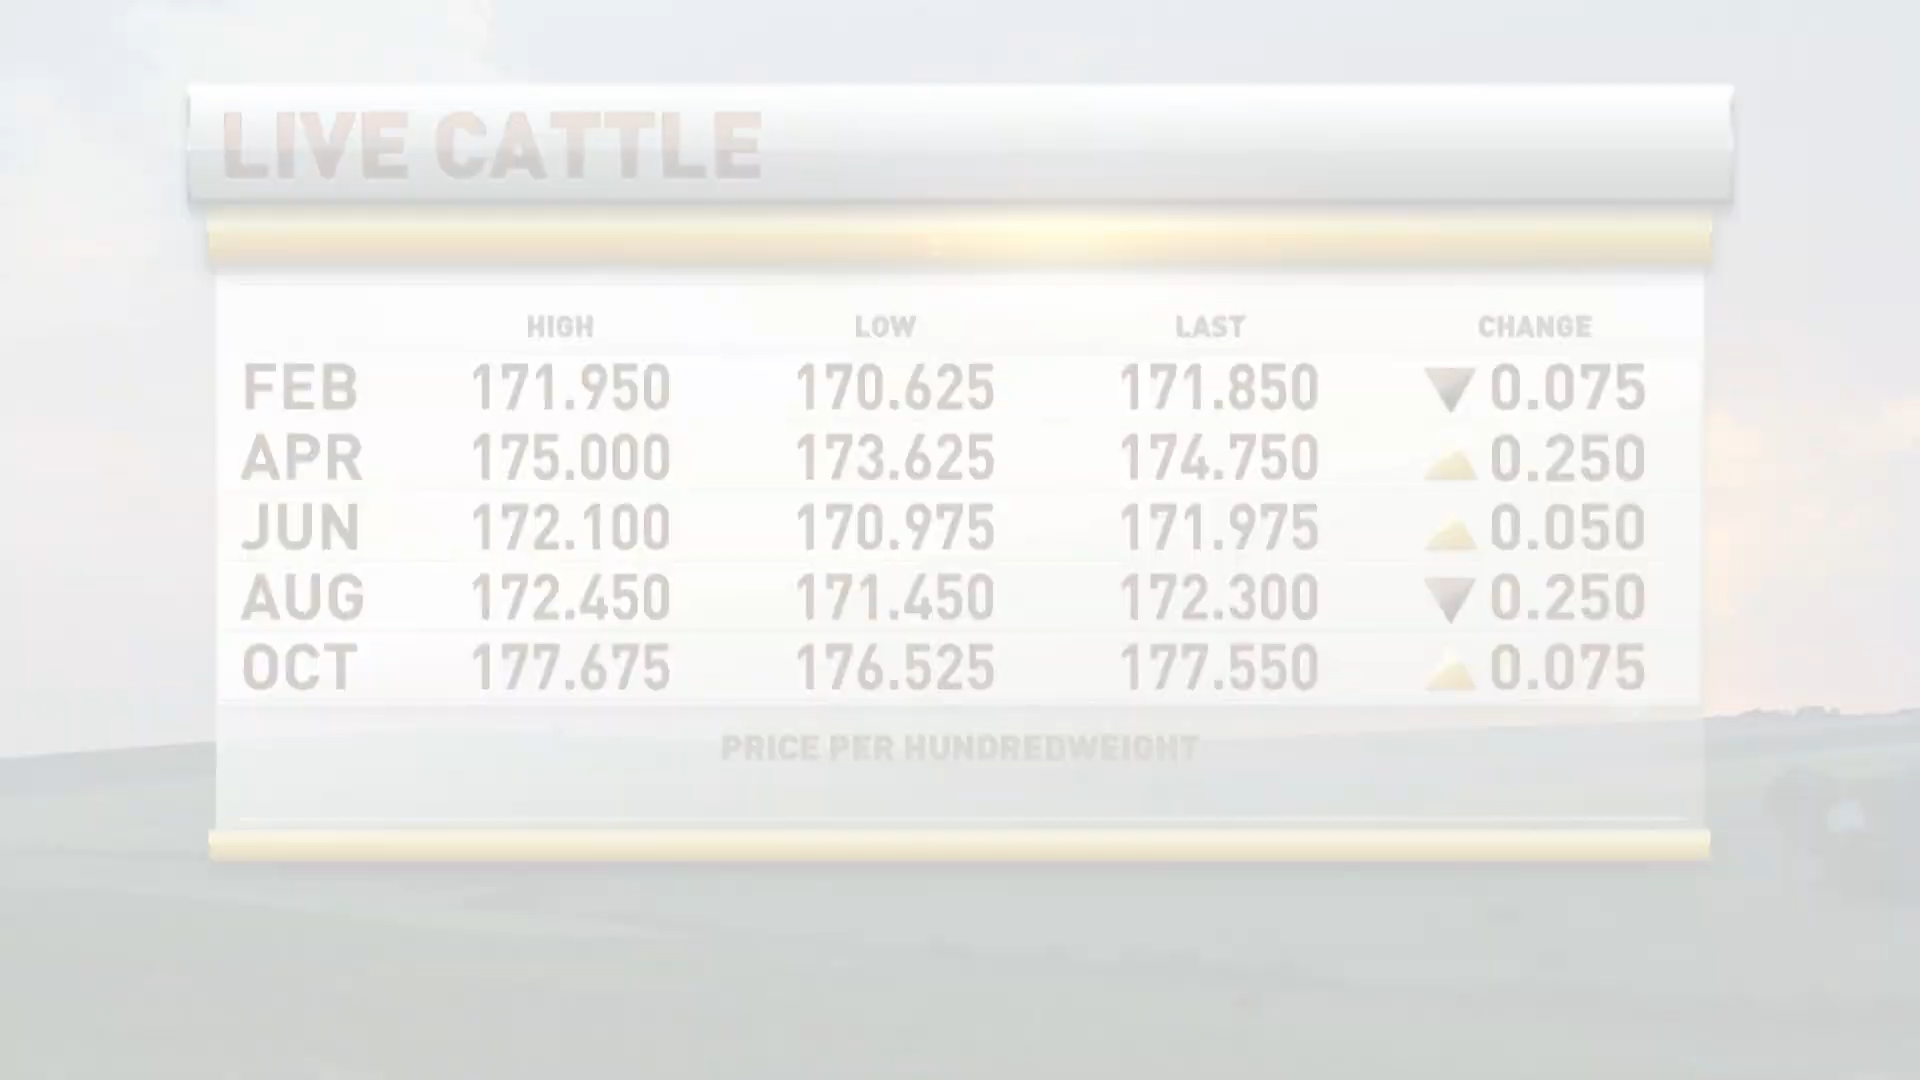 LIVE CATTLE
HIGH LOW LAST CHANGE
FEB 171.950 170.625 171.850 ▼ 0.075
APR 175.000 173.625 174.750 ▲ 0.250
JUN 172.100 170.975 171.975 ▲ 0.050
AUG 172.450 171.450 172.300 ▼ 0.250
OCT 177.675 176.525 177.550 ▲ 0.075
PRICE PER HUNDREDWEIGHT